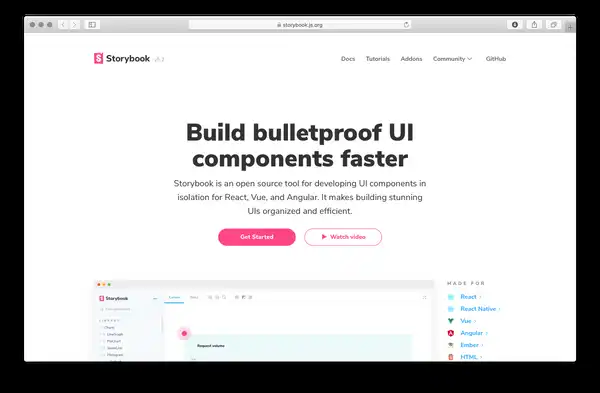 storybook.js.org
Storybook
Docs
Tutorials
Addons
Community
GitHub
Build bulletproof UI
components faster
Storybook is an open source tool for developing UI components in
isolation for React, Vue, and Angular. It makes building stunning
UIs organized and efficient.
Get Started
Watch video
Storybook
Request volume
MADE FOR
React
React Native
Vue
Angular
Ember
HTML